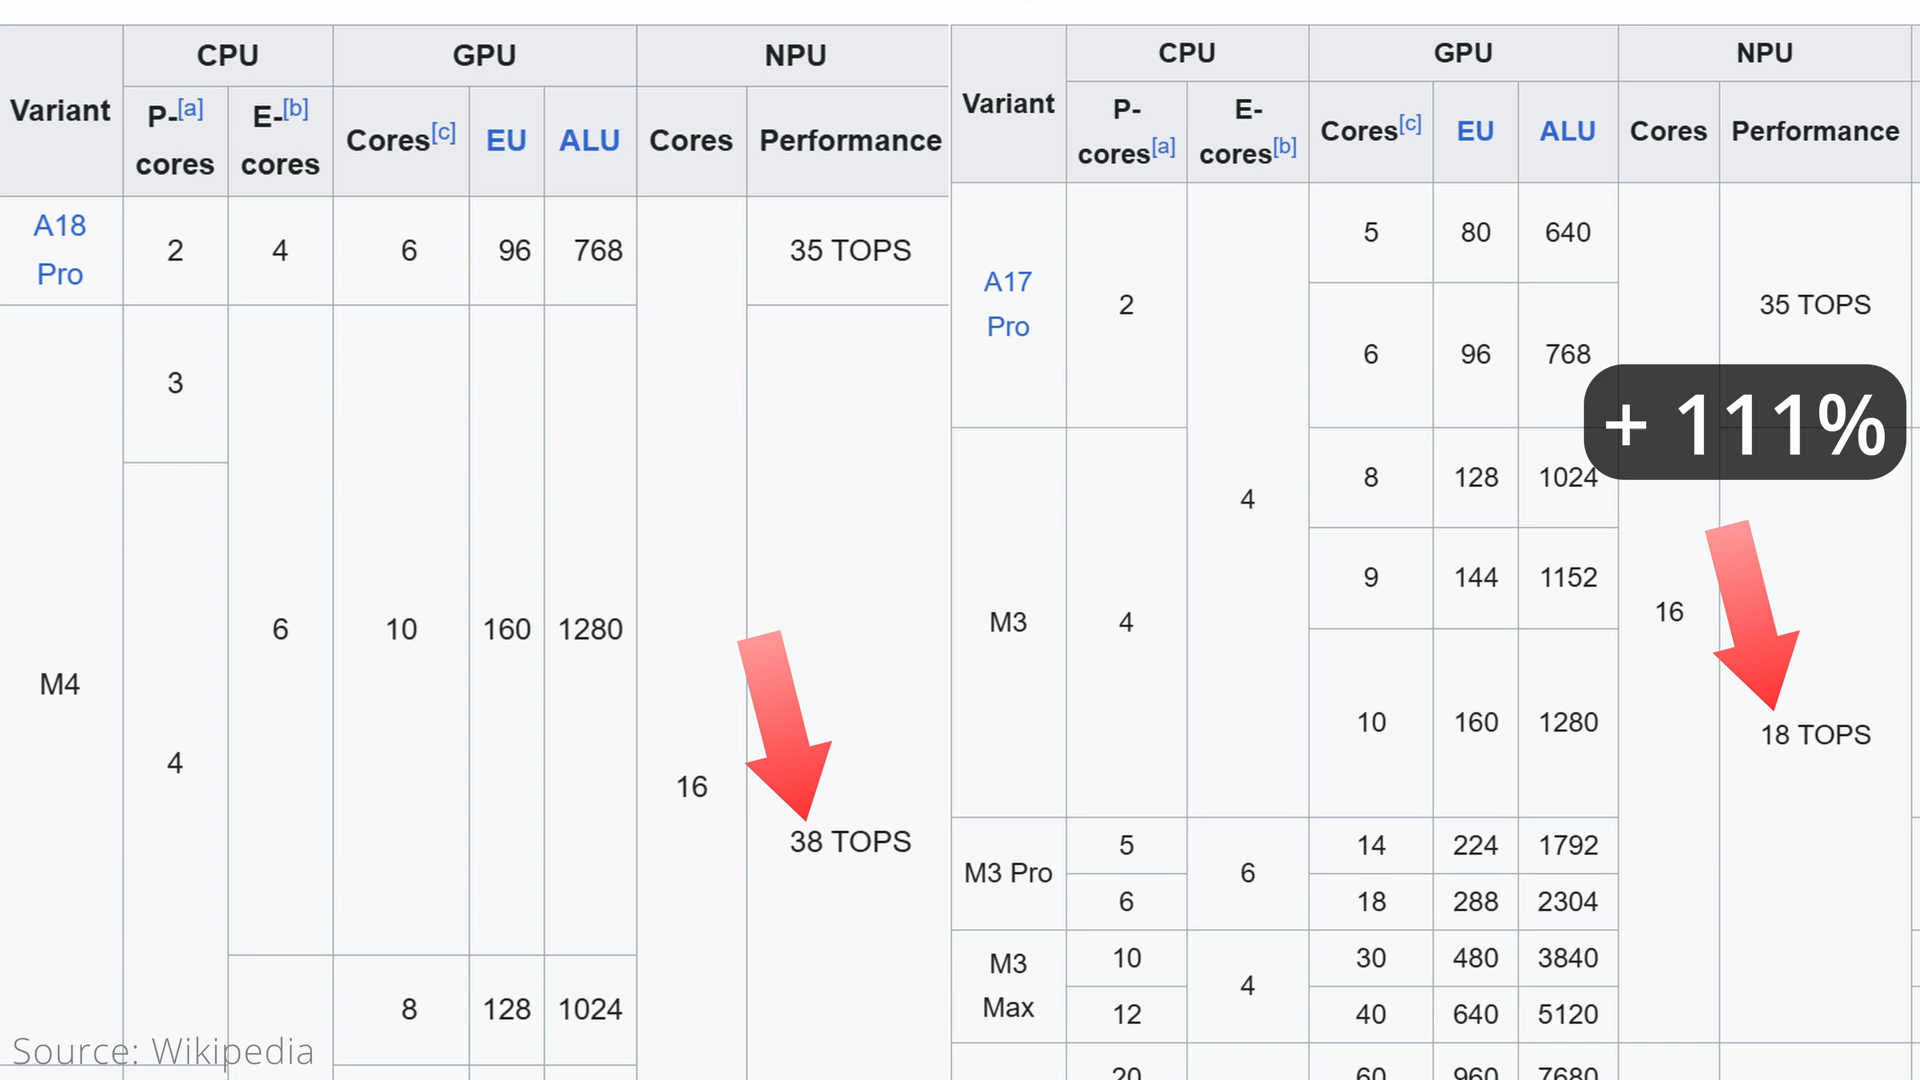 Variant CPU GPU NPU
P-[a] cores E-[b] cores Cores[c] EU ALU Cores Performance
A18 Pro 2 4 6 96 768 35 TOPS
M4 3 6 10 160 1280 16 38 TOPS
4
8 128 1024
Source: Wikipedia
Variant CPU GPU NPU
P-cores[a] E-cores[b] Cores[c] EU ALU Cores Performance
A17 Pro 2 4 5 80 640 16 35 TOPS
6 96 768
+ 111%
M3 4 8 128 1024 18 TOPS
9 144 1152
10 160 1280
M3 Pro 5 6 14 224 1792
6 18 288 2304
M3 Max 10 4 30 480 3840
12 40 640 5120
20 60 960 7680